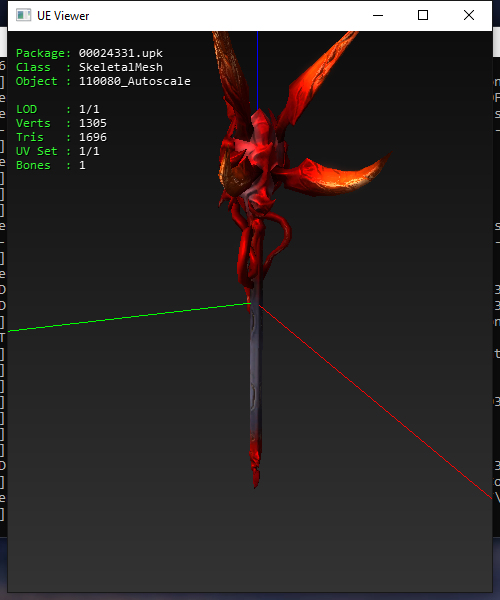 UE Viewer
Package: 00024331.upk
Class : SkeletalMesh
Object : 110080_Autoscale
LOD : 1/1
Verts : 1305
Tris : 1696
UV Set : 1/1
Bones : 1